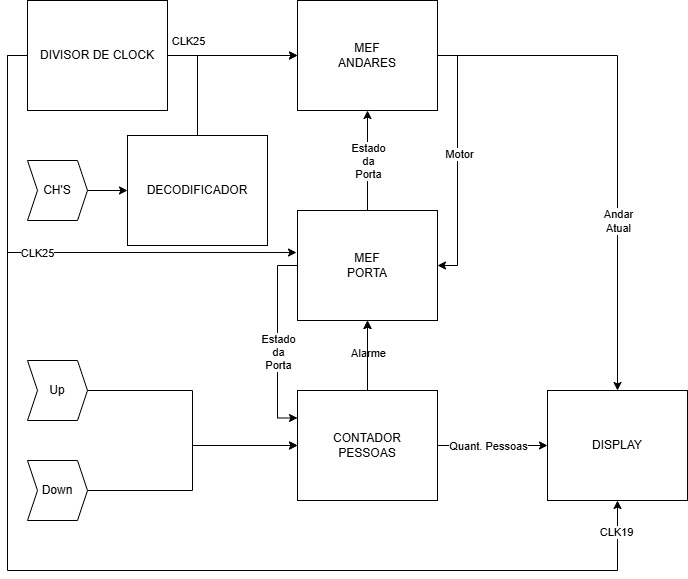 CLK25
DIVISOR DE CLOCK
MEF
ANDARES
Estado
da
Porta
Motor
CH'S
DECODIFICADOR
Andar
Atual
CLK25
MEF
PORTA
Estado
da
Porta
Alarme
Up
CONTADOR
PESSOAS
Quant. Pessoas
DISPLAY
Down
CLK19